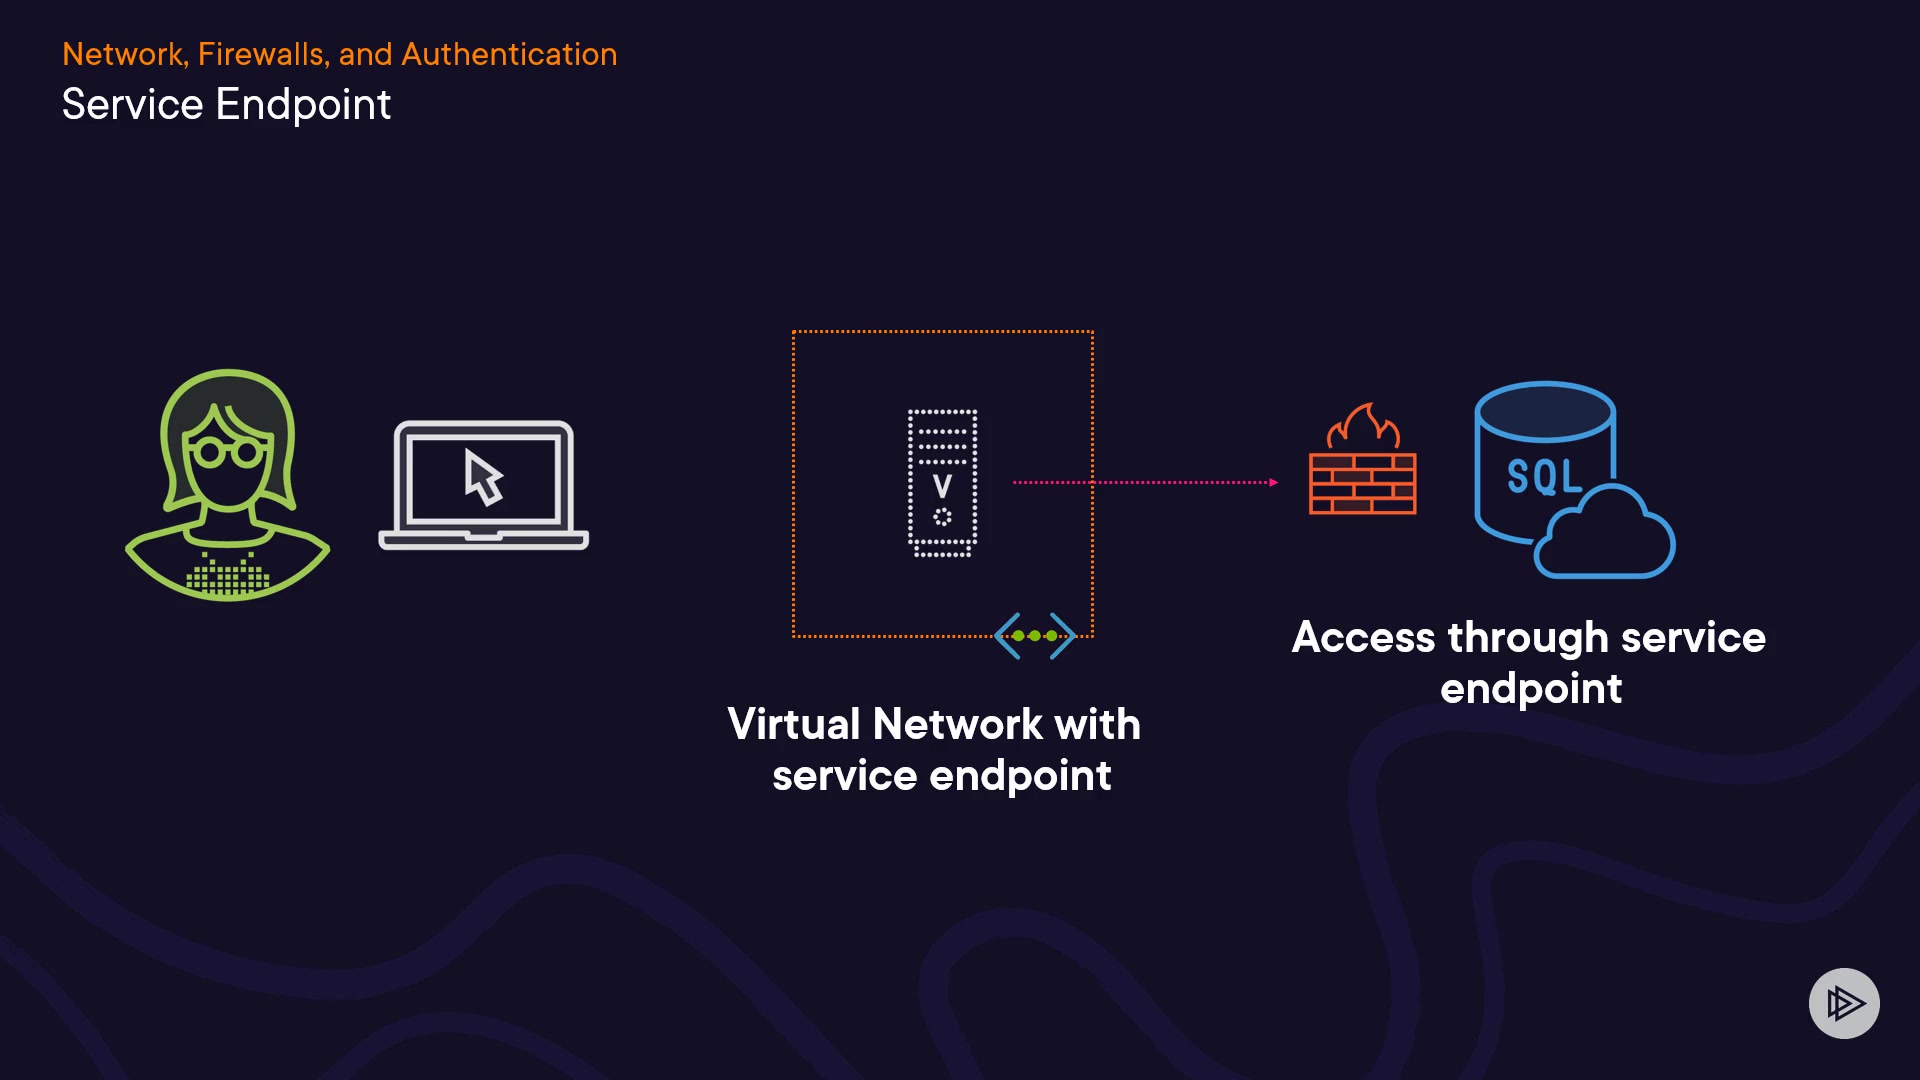 Network, Firewalls, and Authentication
Service Endpoint
V
SQL
Access through service
endpoint
Virtual Network with
service endpoint